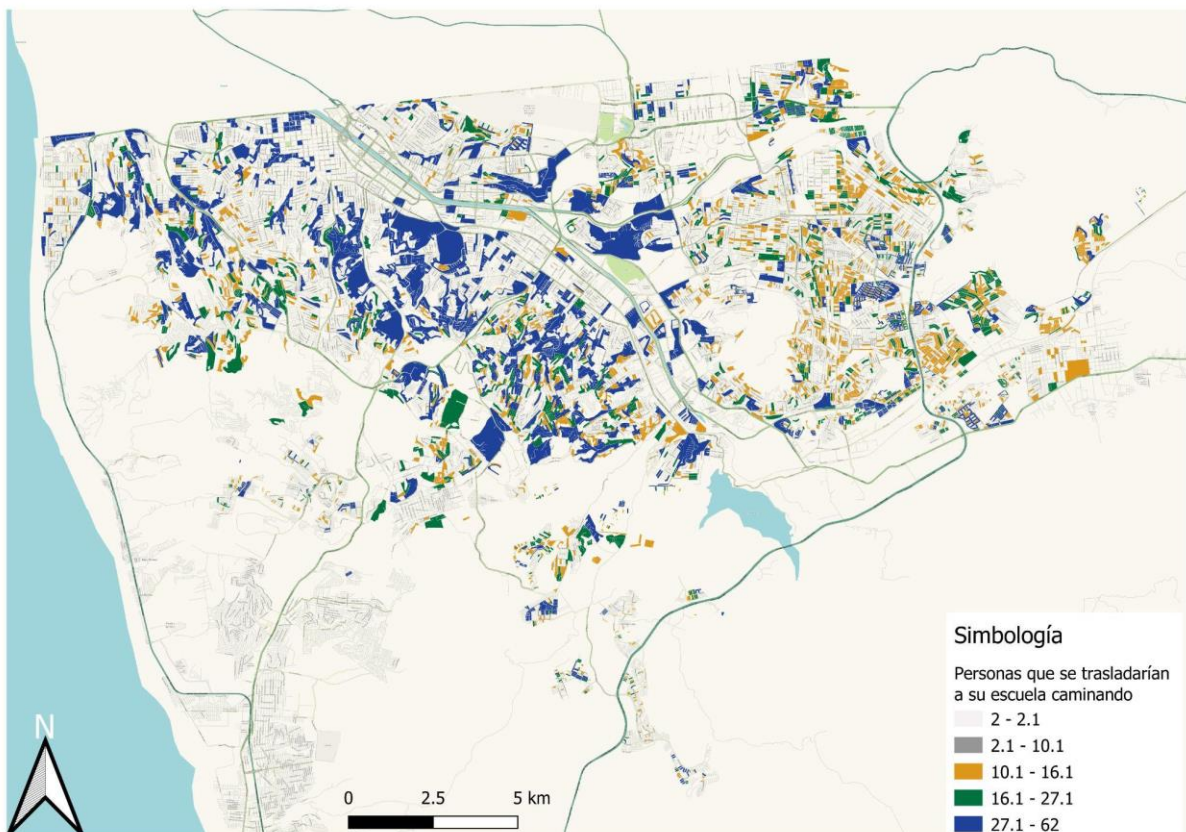 Simbología
Personas que se trasladarían
a su escuela caminando
2 - 2.1
2.1 - 10.1
10.1 - 16.1
16.1 - 27.1
27.1 - 62
N
0 2.5 5 km